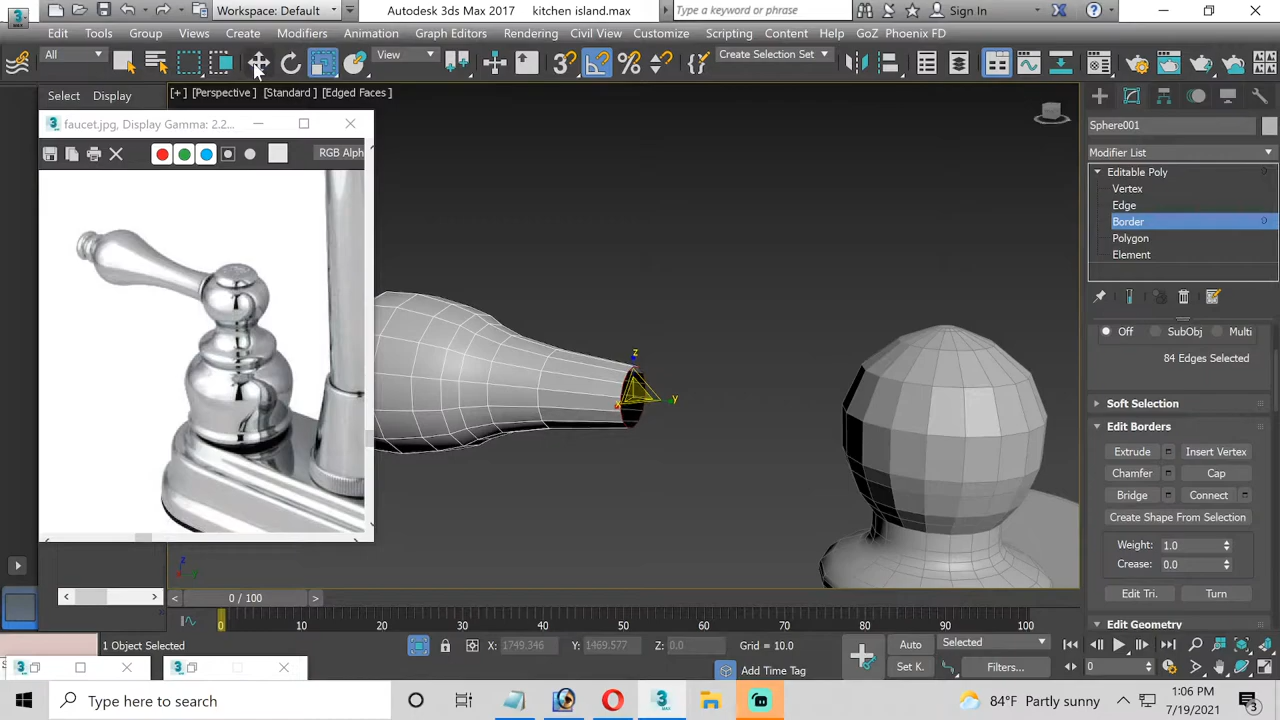 Workspace: Default
Autodesk 3ds Max 2017 kitchen island.max
Type a keyword or phrase
Sign In
Edit Tools Group Views Create Modifiers Animation Graph Editors Rendering Civil View Customize Scripting Content Help GoZ Phoenix FD
All
View
Create Selection Set
Select Display
[+] [Perspective] [Standard] [Edged Faces]
faucet.jpg, Display Gamma: 2.2...
RGB Alph
Sphere001
Modifier List
Editable Poly
Vertex
Edge
Border
Polygon
Element
Off SubObj Multi
84 Edges Selected
Soft Selection
Edit Borders
Extrude Insert Vertex
Chamfer Cap
Bridge Connect
Create Shape From Selection
Weight: 1.0
Crease: 0.0
Edit Tri. Turn
Edit Geometry
z
y
x
z
0 / 100
0 10 20 30 40 50 60 70 80 90 100
1 Object Selected
X: 1749.346 Y: 1469.577 Z: 0.0 Grid = 10.0
Auto Selected
Add Time Tag
Set K. Filters...
0
Type here to search
84°F Partly sunny
1:06 PM
7/19/2021
3